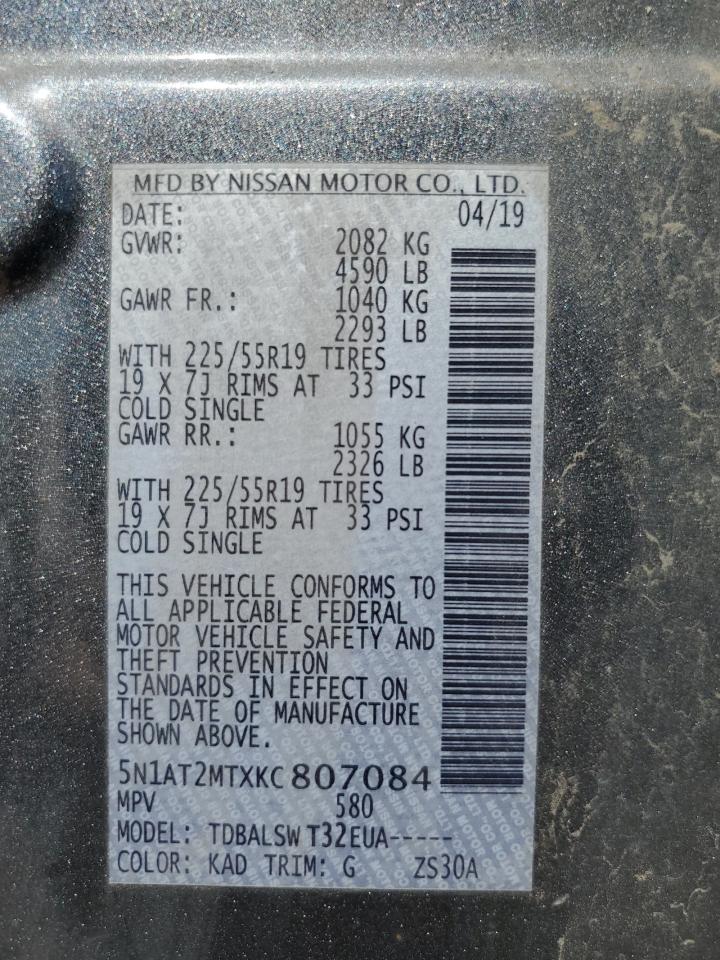 MFD BY NISSAN MOTOR CO., LTD.
DATE: 04/19
GVWR: 2082 KG
4590 LB
GAWR FR.: 1040 KG
2293 LB
WITH 225/55R19 TIRES
19 X 7J RIMS AT 33 PSI
COLD SINGLE
GAWR RR.: 1055 KG
2326 LB
WITH 225/55R19 TIRES
19 X 7J RIMS AT 33 PSI
COLD SINGLE
THIS VEHICLE CONFORMS TO
ALL APPLICABLE FEDERAL
MOTOR VEHICLE SAFETY AND
THEFT PREVENTION
STANDARDS IN EFFECT ON
THE DATE OF MANUFACTURE
SHOWN ABOVE.
5N1AT2MTXKC807084
MPV 580
MODEL: TDBALSW T32EUA-----
COLOR: KAD TRIM: G ZS30A